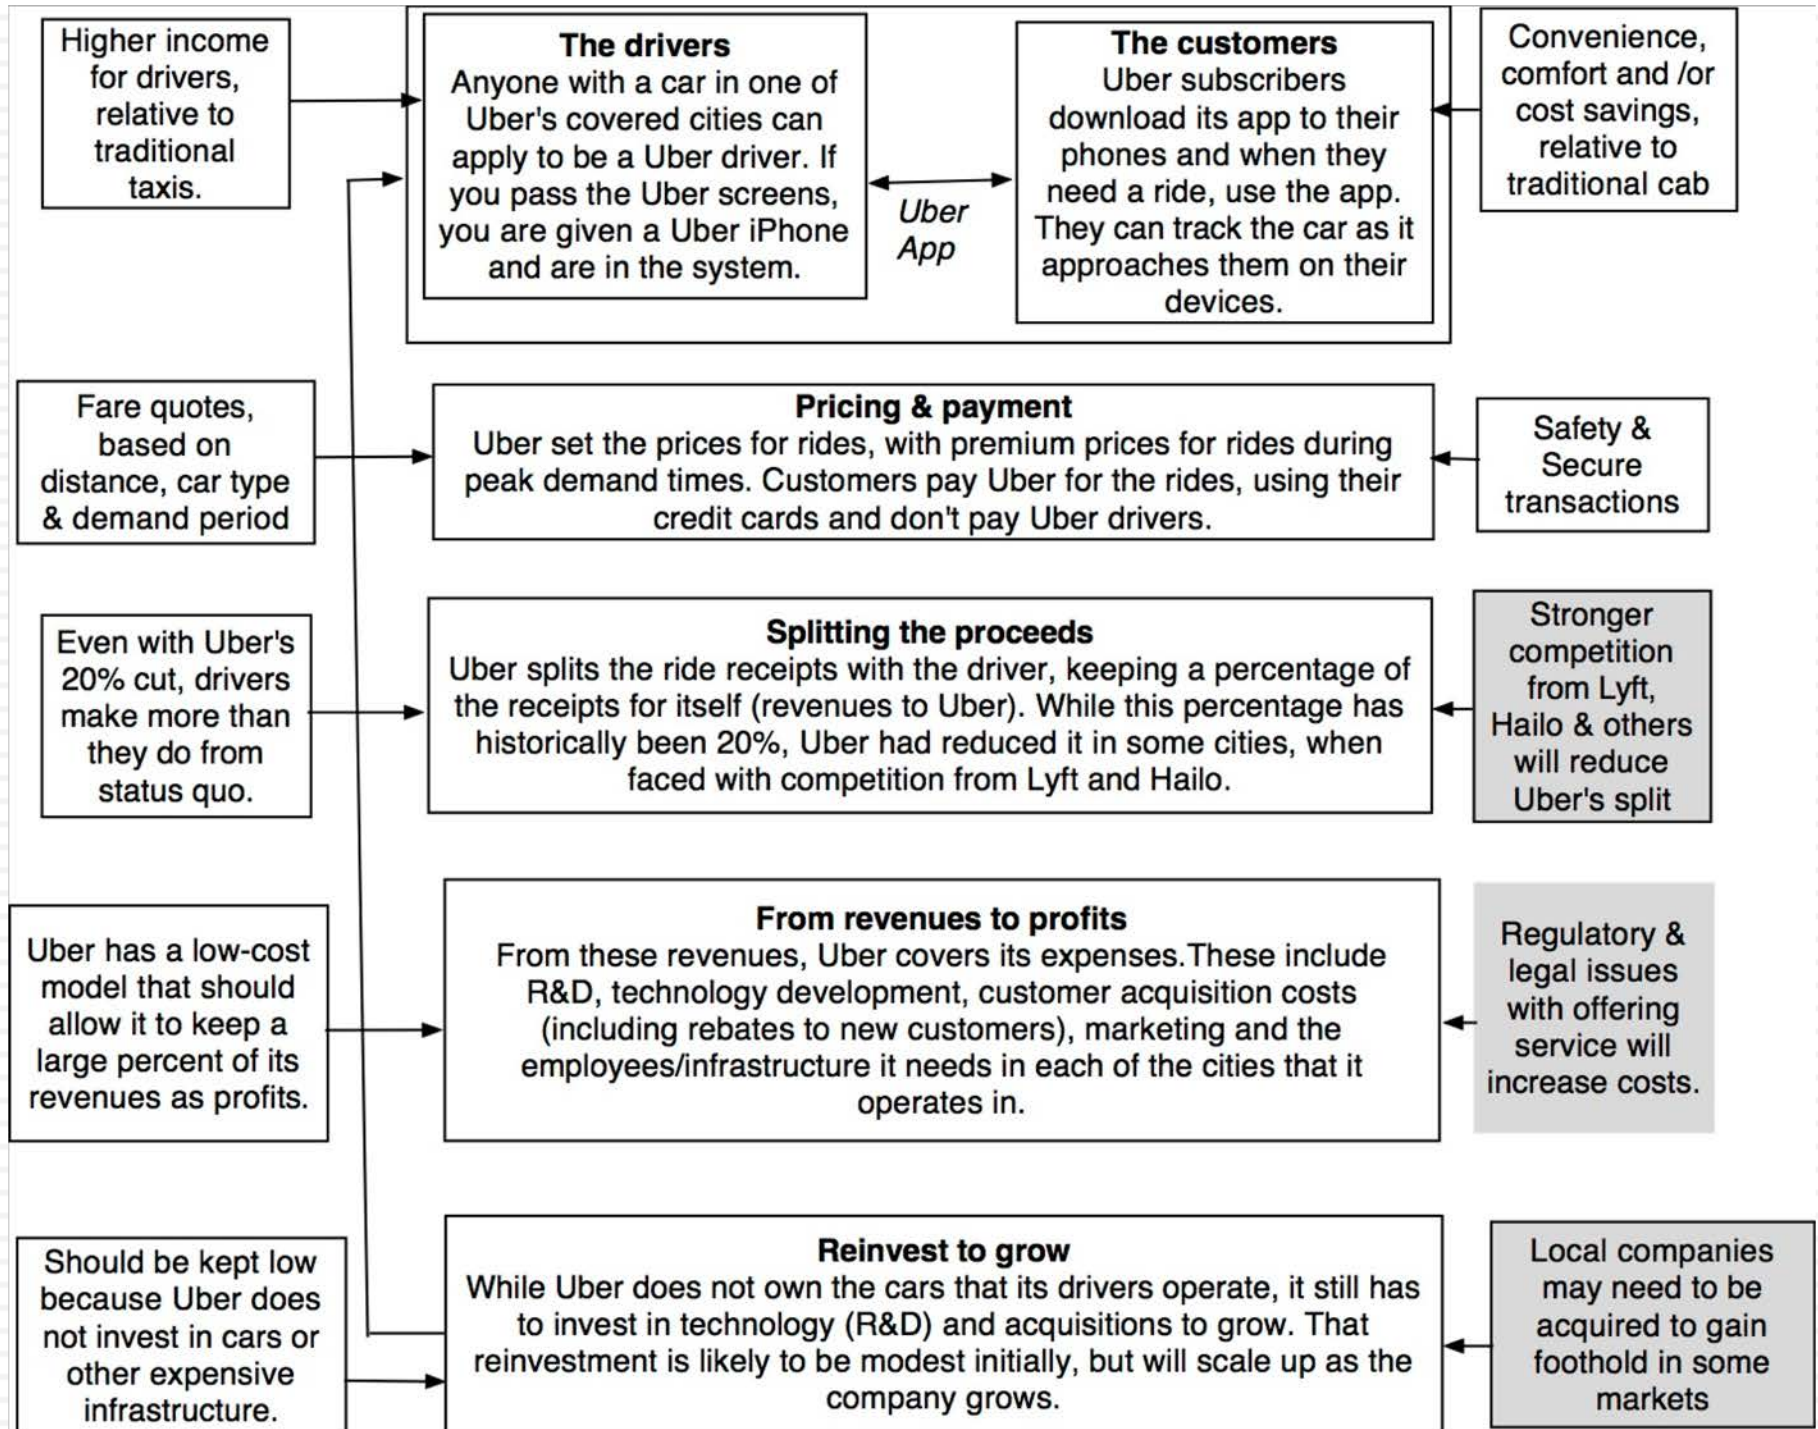 Higher income
for drivers,
relative to
traditional
taxis.
The drivers
Anyone with a car in one of
Uber's covered cities can
apply to be a Uber driver. If
you pass the Uber screens,
you are given a Uber iPhone
and are in the system.
Uber
App
The customers
Uber subscribers
download its app to their
phones and when they
need a ride, use the app.
They can track the car as it
approaches them on their
devices.
Convenience,
comfort and /or
cost savings,
relative to
traditional cab
Fare quotes,
based on
distance, car type
& demand period
Pricing & payment
Uber set the prices for rides, with premium prices for rides during
peak demand times. Customers pay Uber for the rides, using their
credit cards and don't pay Uber drivers.
Safety &
Secure
transactions
Even with Uber's
20% cut, drivers
make more than
they do from
status quo.
Splitting the proceeds
Uber splits the ride receipts with the driver, keeping a percentage of
the receipts for itself (revenues to Uber). While this percentage has
historically been 20%, Uber had reduced it in some cities, when
faced with competition from Lyft and Hailo.
Stronger
competition
from Lyft,
Hailo & others
will reduce
Uber's split
Uber has a low-cost
model that should
allow it to keep a
large percent of its
revenues as profits.
From revenues to profits
From these revenues, Uber covers its expenses.These include
R&D, technology development, customer acquisition costs
(including rebates to new customers), marketing and the
employees/infrastructure it needs in each of the cities that it
operates in.
Regulatory &
legal issues
with offering
service will
increase costs.
Should be kept low
because Uber does
not invest in cars or
other expensive
infrastructure.
Reinvest to grow
While Uber does not own the cars that its drivers operate, it still has
to invest in technology (R&D) and acquisitions to grow. That
reinvestment is likely to be modest initially, but will scale up as the
company grows.
Local companies
may need to be
acquired to gain
foothold in some
markets